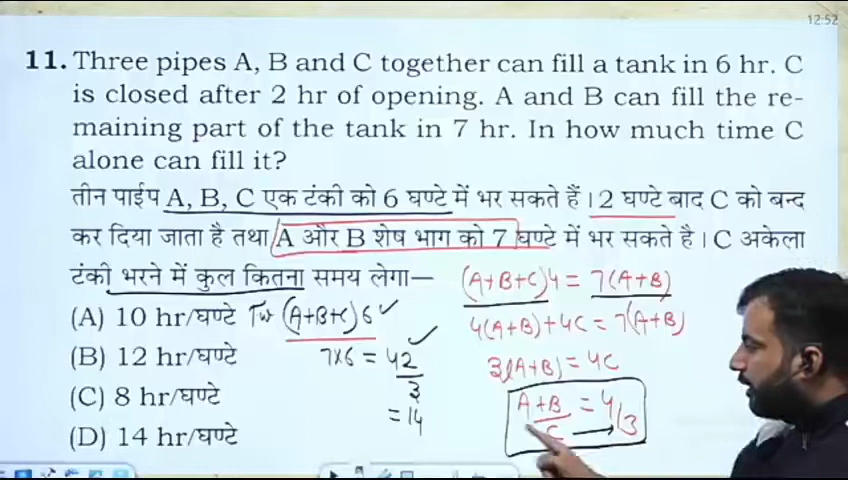 12:52
11. Three pipes A, B and C together can fill a tank in 6 hr. C
is closed after 2 hr of opening. A and B can fill the re-
maining part of the tank in 7 hr. In how much time C
alone can fill it?
तीन पाईप A, B, C एक टंकी को 6 घण्टे में भर सकते हैं। 2 घण्टे बाद C को बन्द
कर दिया जाता है तथा A और B शेष भाग को 7 घण्टे में भर सकते है। C अकेला
टंकी भरने में कुल कितना समय लेगा—
(A+B+C)4 = 7(A+B)
(A) 10 hr/घण्टे TW (A+B+C)6 ✓
4(A+B)+4C = 7(A+B)
(B) 12 hr/घण्टे 7x6 = 42 ✓
3(A+B) = 4C
3
(C) 8 hr/घण्टे
= 14
A+B/C = 4/3
(D) 14 hr/घण्टे